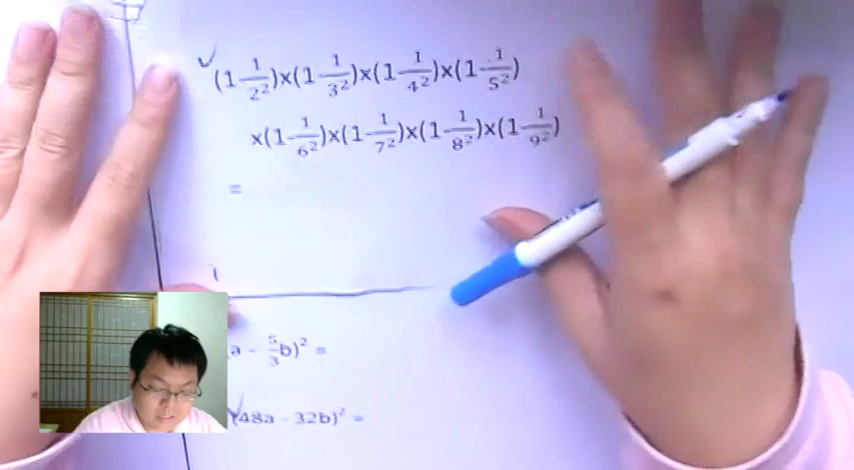 (1-1/2²)x(1-1/3²)x(1-1/4²)x(1-1/5²)
x(1-1/6²)x(1-1/7²)x(1-1/8²)x(1-1/9²)
=
a - 5/3b)² =
(48a - 32b)² =